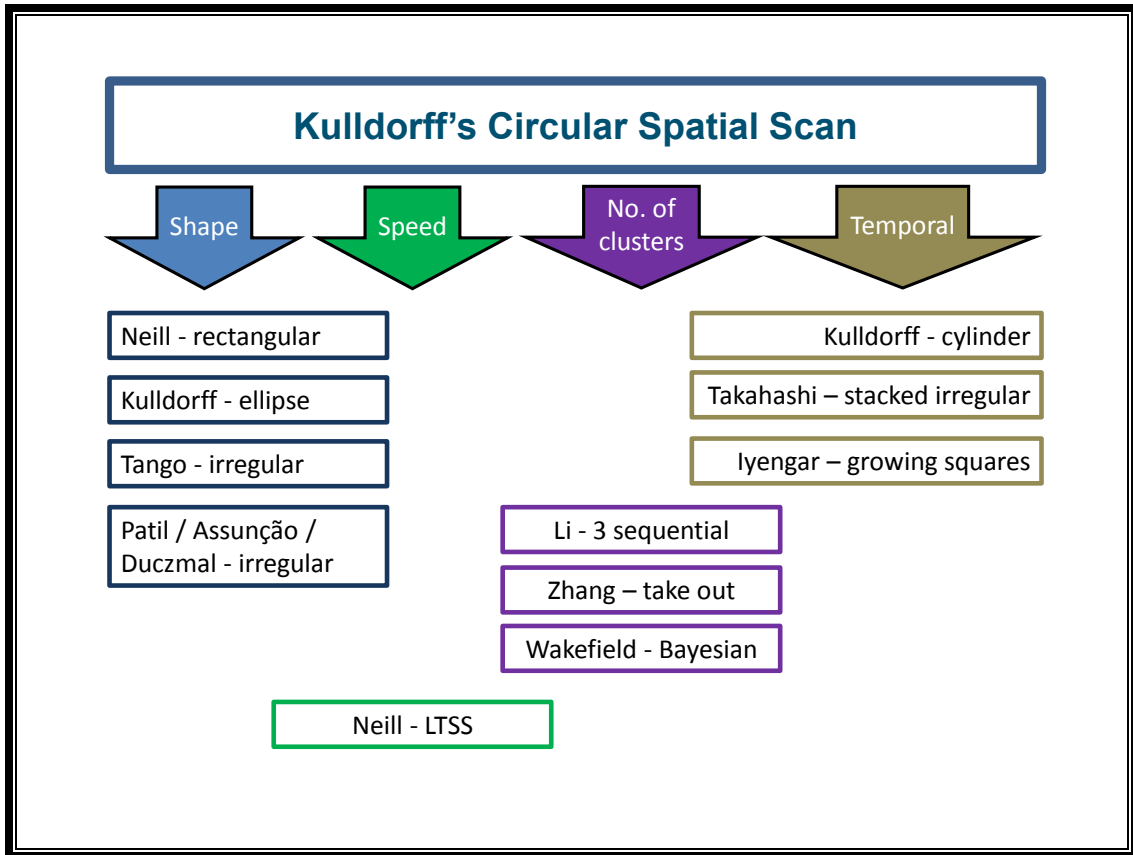 Kulldorff's Circular Spatial Scan
Shape
Speed
No. of
clusters
Temporal
Neill - rectangular
Kulldorff - ellipse
Tango - irregular
Patil / Assunção /
Duczmal - irregular
Kulldorff - cylinder
Takahashi – stacked irregular
Iyengar – growing squares
Li - 3 sequential
Zhang – take out
Wakefield - Bayesian
Neill - LTSS